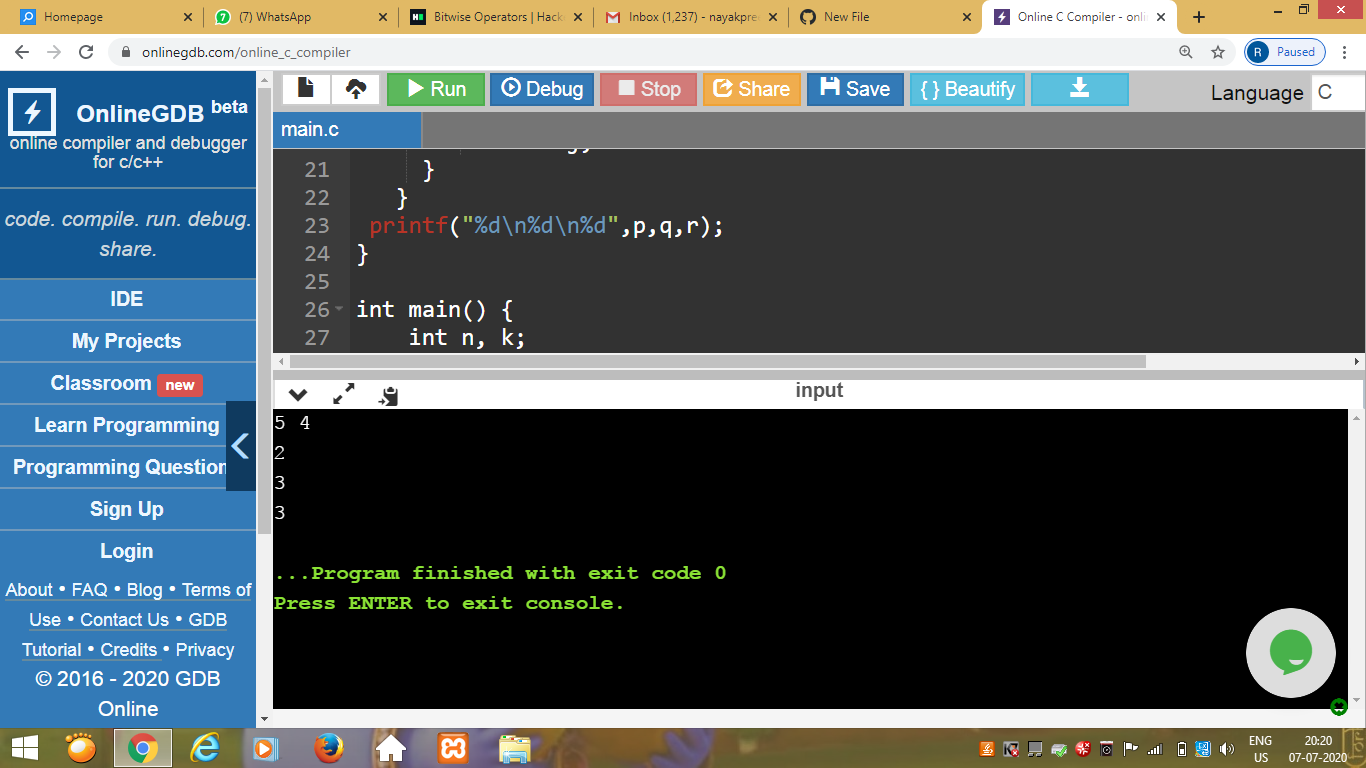 Homepage
(7) WhatsApp
Bitwise Operators | Hack
Inbox (1,237) - nayakpre
New File
Online C Compiler - onli
onlinegdb.com/online_c_compiler
R Paused
OnlineGDB beta
online compiler and debugger
for c/c++
code. compile. run. debug.
share.
IDE
My Projects
Classroom new
Learn Programming
Programming Question
Sign Up
Login
About • FAQ • Blog • Terms of
Use • Contact Us • GDB
Tutorial • Credits • Privacy
© 2016 - 2020 GDB
Online
Run Debug Stop Share Save { } Beautify
Language C
main.c
21 }
22 }
23 printf("%d\n%d\n%d",p,q,r);
24 }
25
26 int main() {
27 int n, k;
input
5 4
2
3
3
...Program finished with exit code 0
Press ENTER to exit console.
ENG
US
20:20
07-07-2020